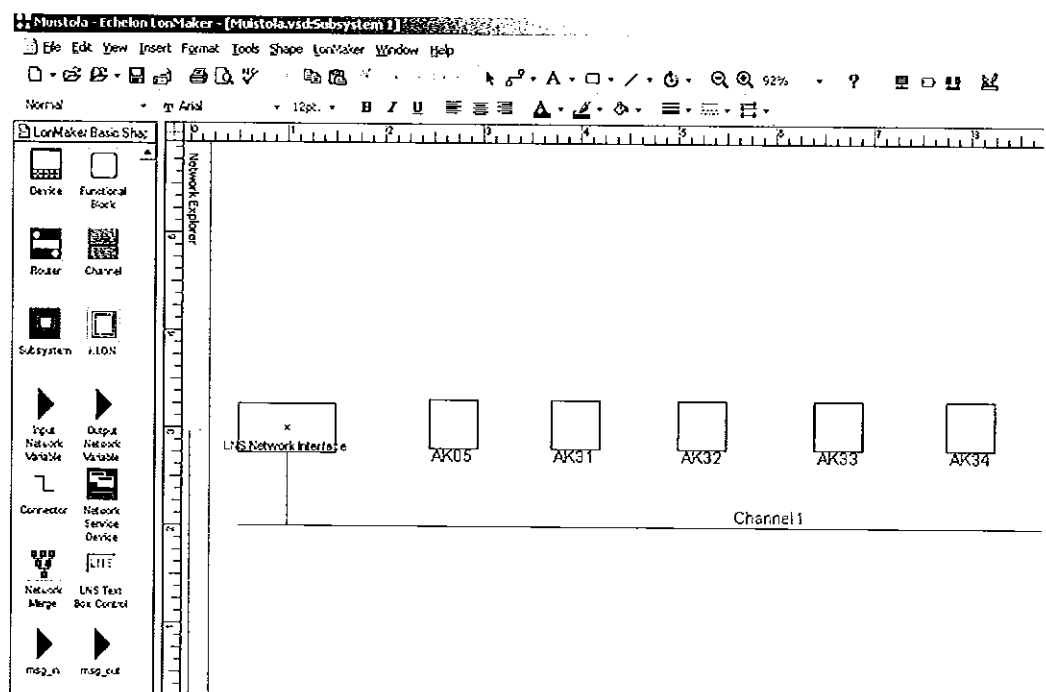 Muistola - Echelon LonMaker - [Muistola.vsd:Subsystem 1]
File Edit View Insert Format Tools Shape LonMaker Window Help
92%
Normal Arial 12pt. B I U
LonMaker Basic Shap
Network Explorer
Device Functional Block
Router Channel
Subsystem
Input Network Variable Output Network Variable
Connector Network Service Device
Network Merge LNS Text Box Control
msg_in msg_out
LNS Network Interface
AK05 AK31 AK32 AK33 AK34
Channel 1